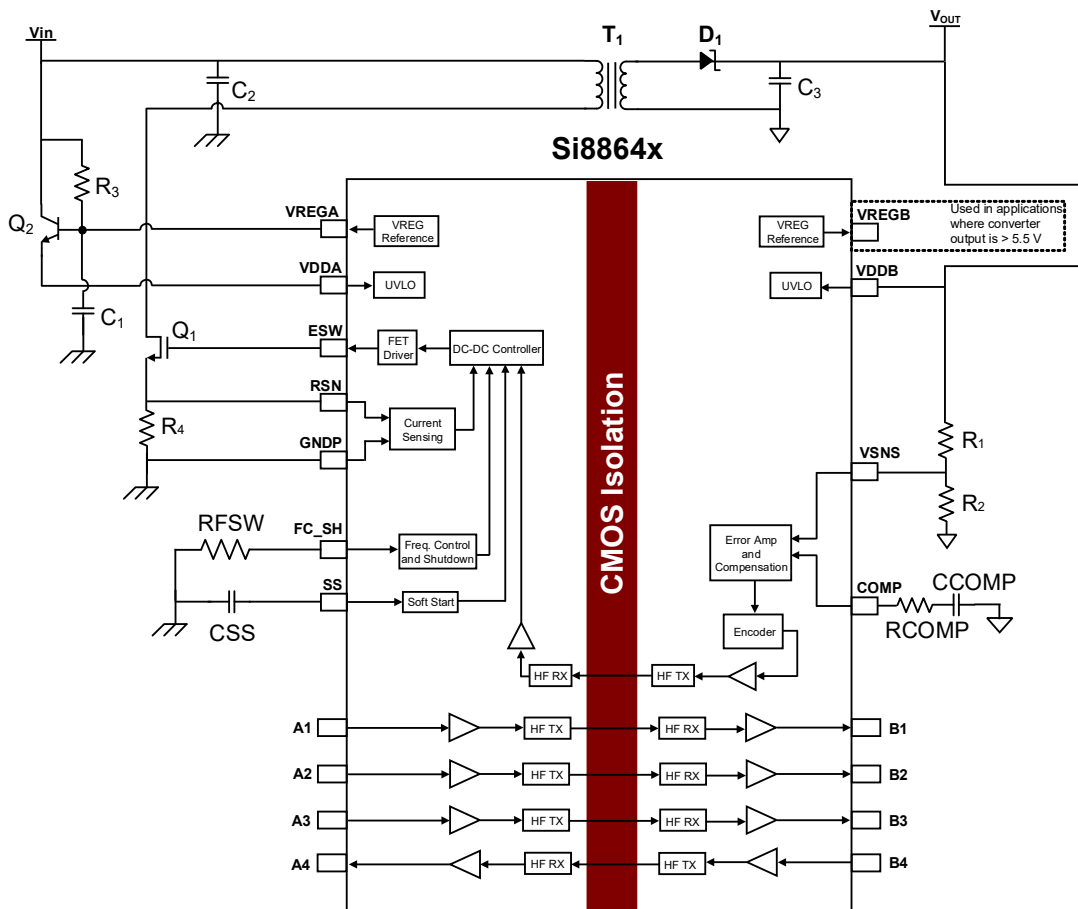 Vin
T1
D1
VOUT
C2
C3
Si8864x
R3
Q2
VREGA
VREG
Reference
VREG
Reference
VREGB
Used in applications
where converter
output is > 5.5 V
VDDA
UVLO
UVLO
VDDB
C1
Q1
ESW
FET
Driver
DC-DC Controller
RSN
R4
Current
Sensing
GNDP
CMOS Isolation
VSNS
R1
R2
RFSW
FC_SH
Freq. Control
and Shutdown
Error Amp
and
Compensation
SS
Soft Start
CSS
COMP
CCOMP
RCOMP
Encoder
HF RX
HF TX
A1
HF TX
HF RX
B1
A2
HF TX
HF RX
B2
A3
HF TX
HF RX
B3
A4
HF RX
HF TX
B4